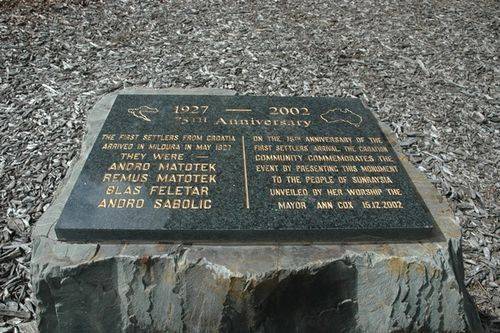 1927 — 2002
75TH Anniversary
THE FIRST SETTLERS FROM CROATIA
ARRIVED IN MILDURA IN MAY 1927
THEY WERE —
ANDRO MATOTEK
REMUS MATOTEK
BLAS FELETAR
ANDRO SABOLIC
ON THE 75TH ANNIVERSARY OF THE
FIRST SETTLERS ARRIVAL, THE CROATIAN
COMMUNITY COMMEMORATES THE
EVENT BY PRESENTING THIS MONUMENT
TO THE PEOPLE OF SUNRAYSIA
UNVEILED BY HER WORSHIP THE
MAYOR ANN COX 15.12.2002